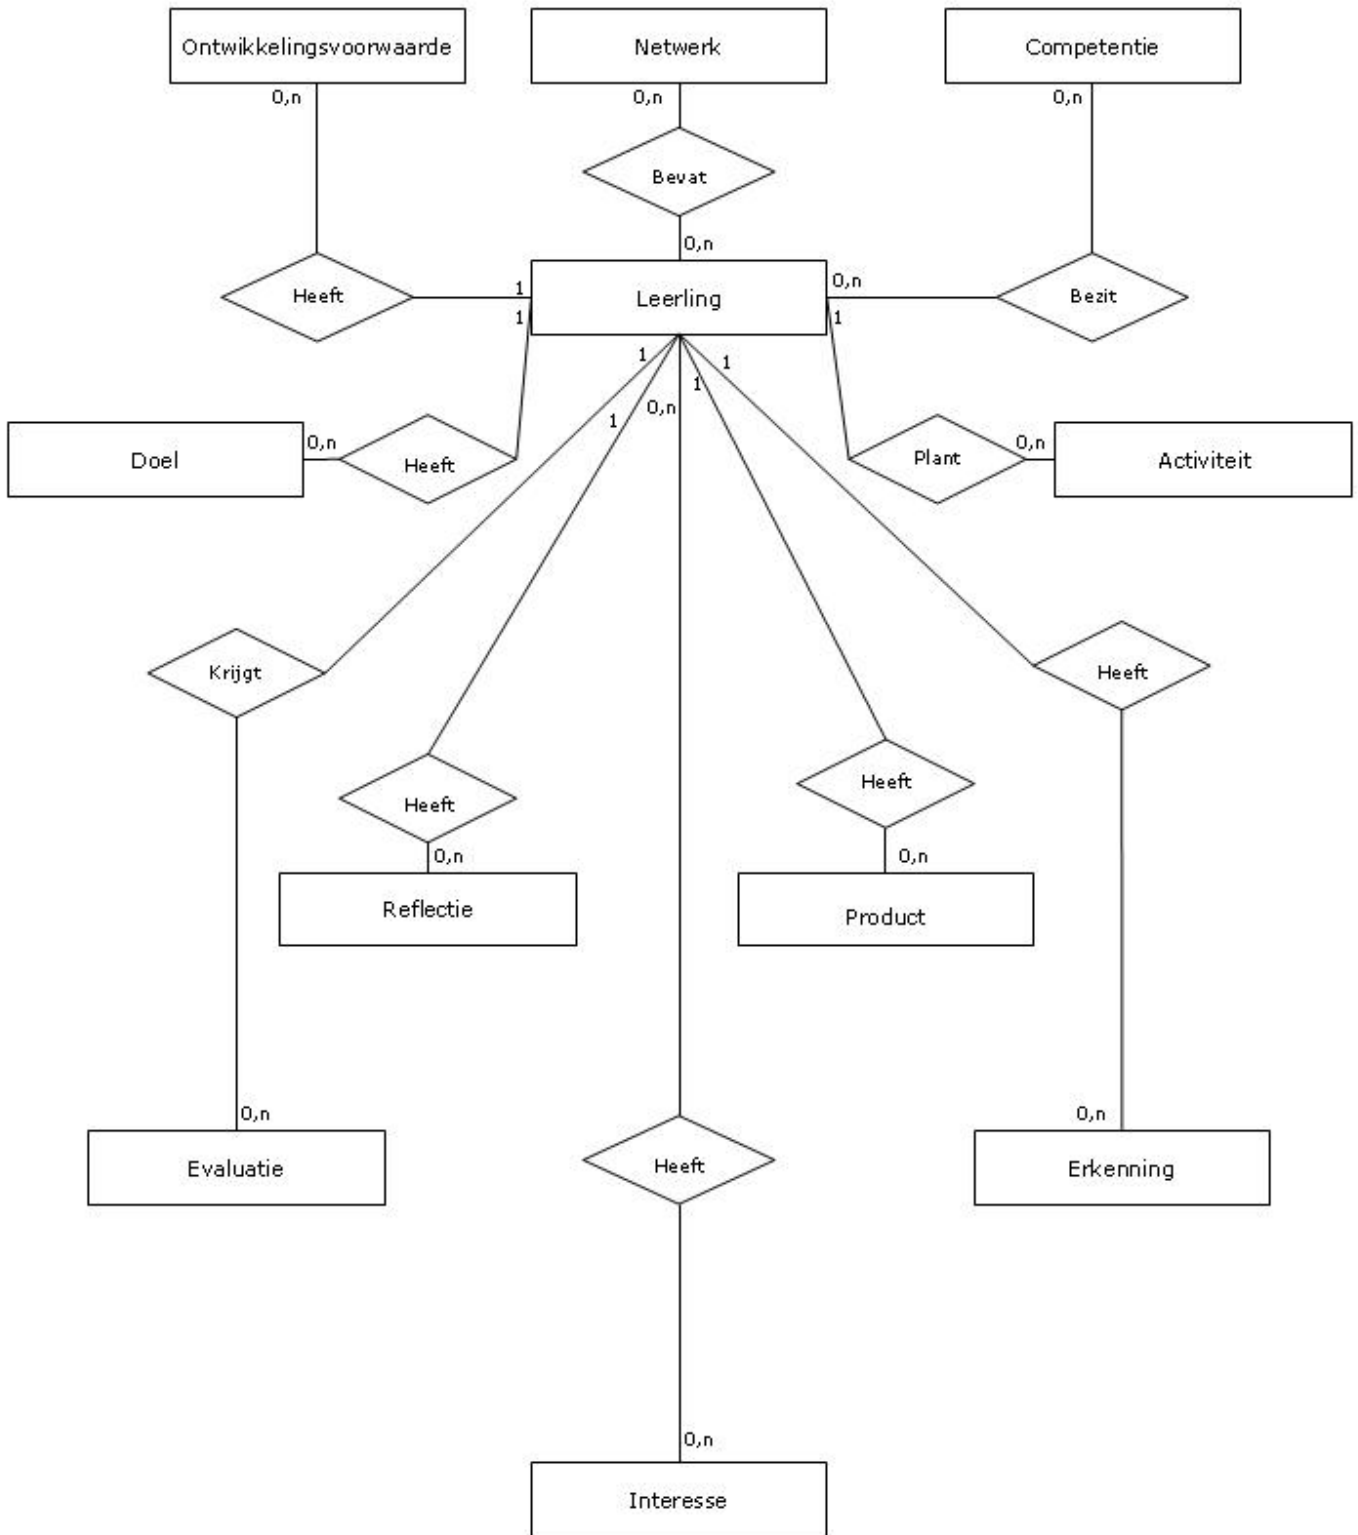 Ontwikkelingsvoorwaarde
Netwerk
Competentie
0,n
0,n
0,n
Bevat
0,n
Heeft
1
Leerling
0,n
Bezit
1
1
1
1
1
0,n
1
Doel
0,n
Heeft
Plant
0,n
Activiteit
Krijgt
Heeft
Heeft
Heeft
0,n
0,n
Reflectie
Product
0,n
0,n
Evaluatie
Heeft
Erkenning
0,n
Interesse